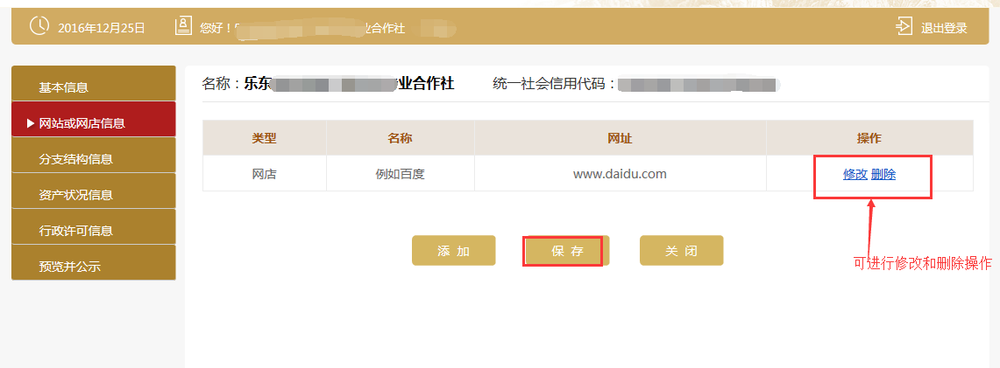 2016年12月25日 您好！ 业合作社 退出登录
基本信息
网站或网店信息
分支结构信息
资产状况信息
行政许可信息
预览并公示
名称：乐东 业合作社 统一社会信用代码：
类型 名称 网址 操作
网店 例如百度 www.daidu.com 修改 删除
添 加 保 存 关 闭
可进行修改和删除操作